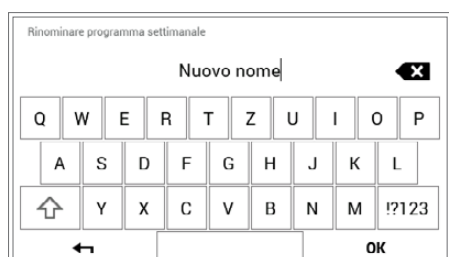 Rinominare programma settimanale
Nuovo nome
Q W E R T Z U I O P
A S D F G H J K L
Y X C V B N M !?123
OK